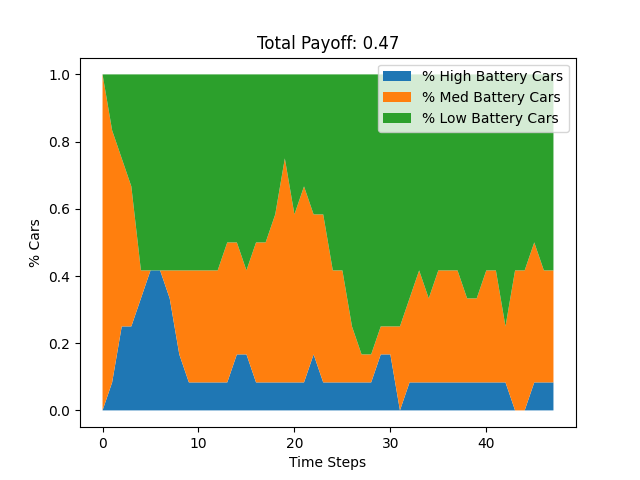 Total Payoff: 0.47
% High Battery Cars
% Med Battery Cars
% Low Battery Cars
1.0
0.8
0.6
0.4
0.2
0.0
% Cars
0
10
20
30
40
Time Steps